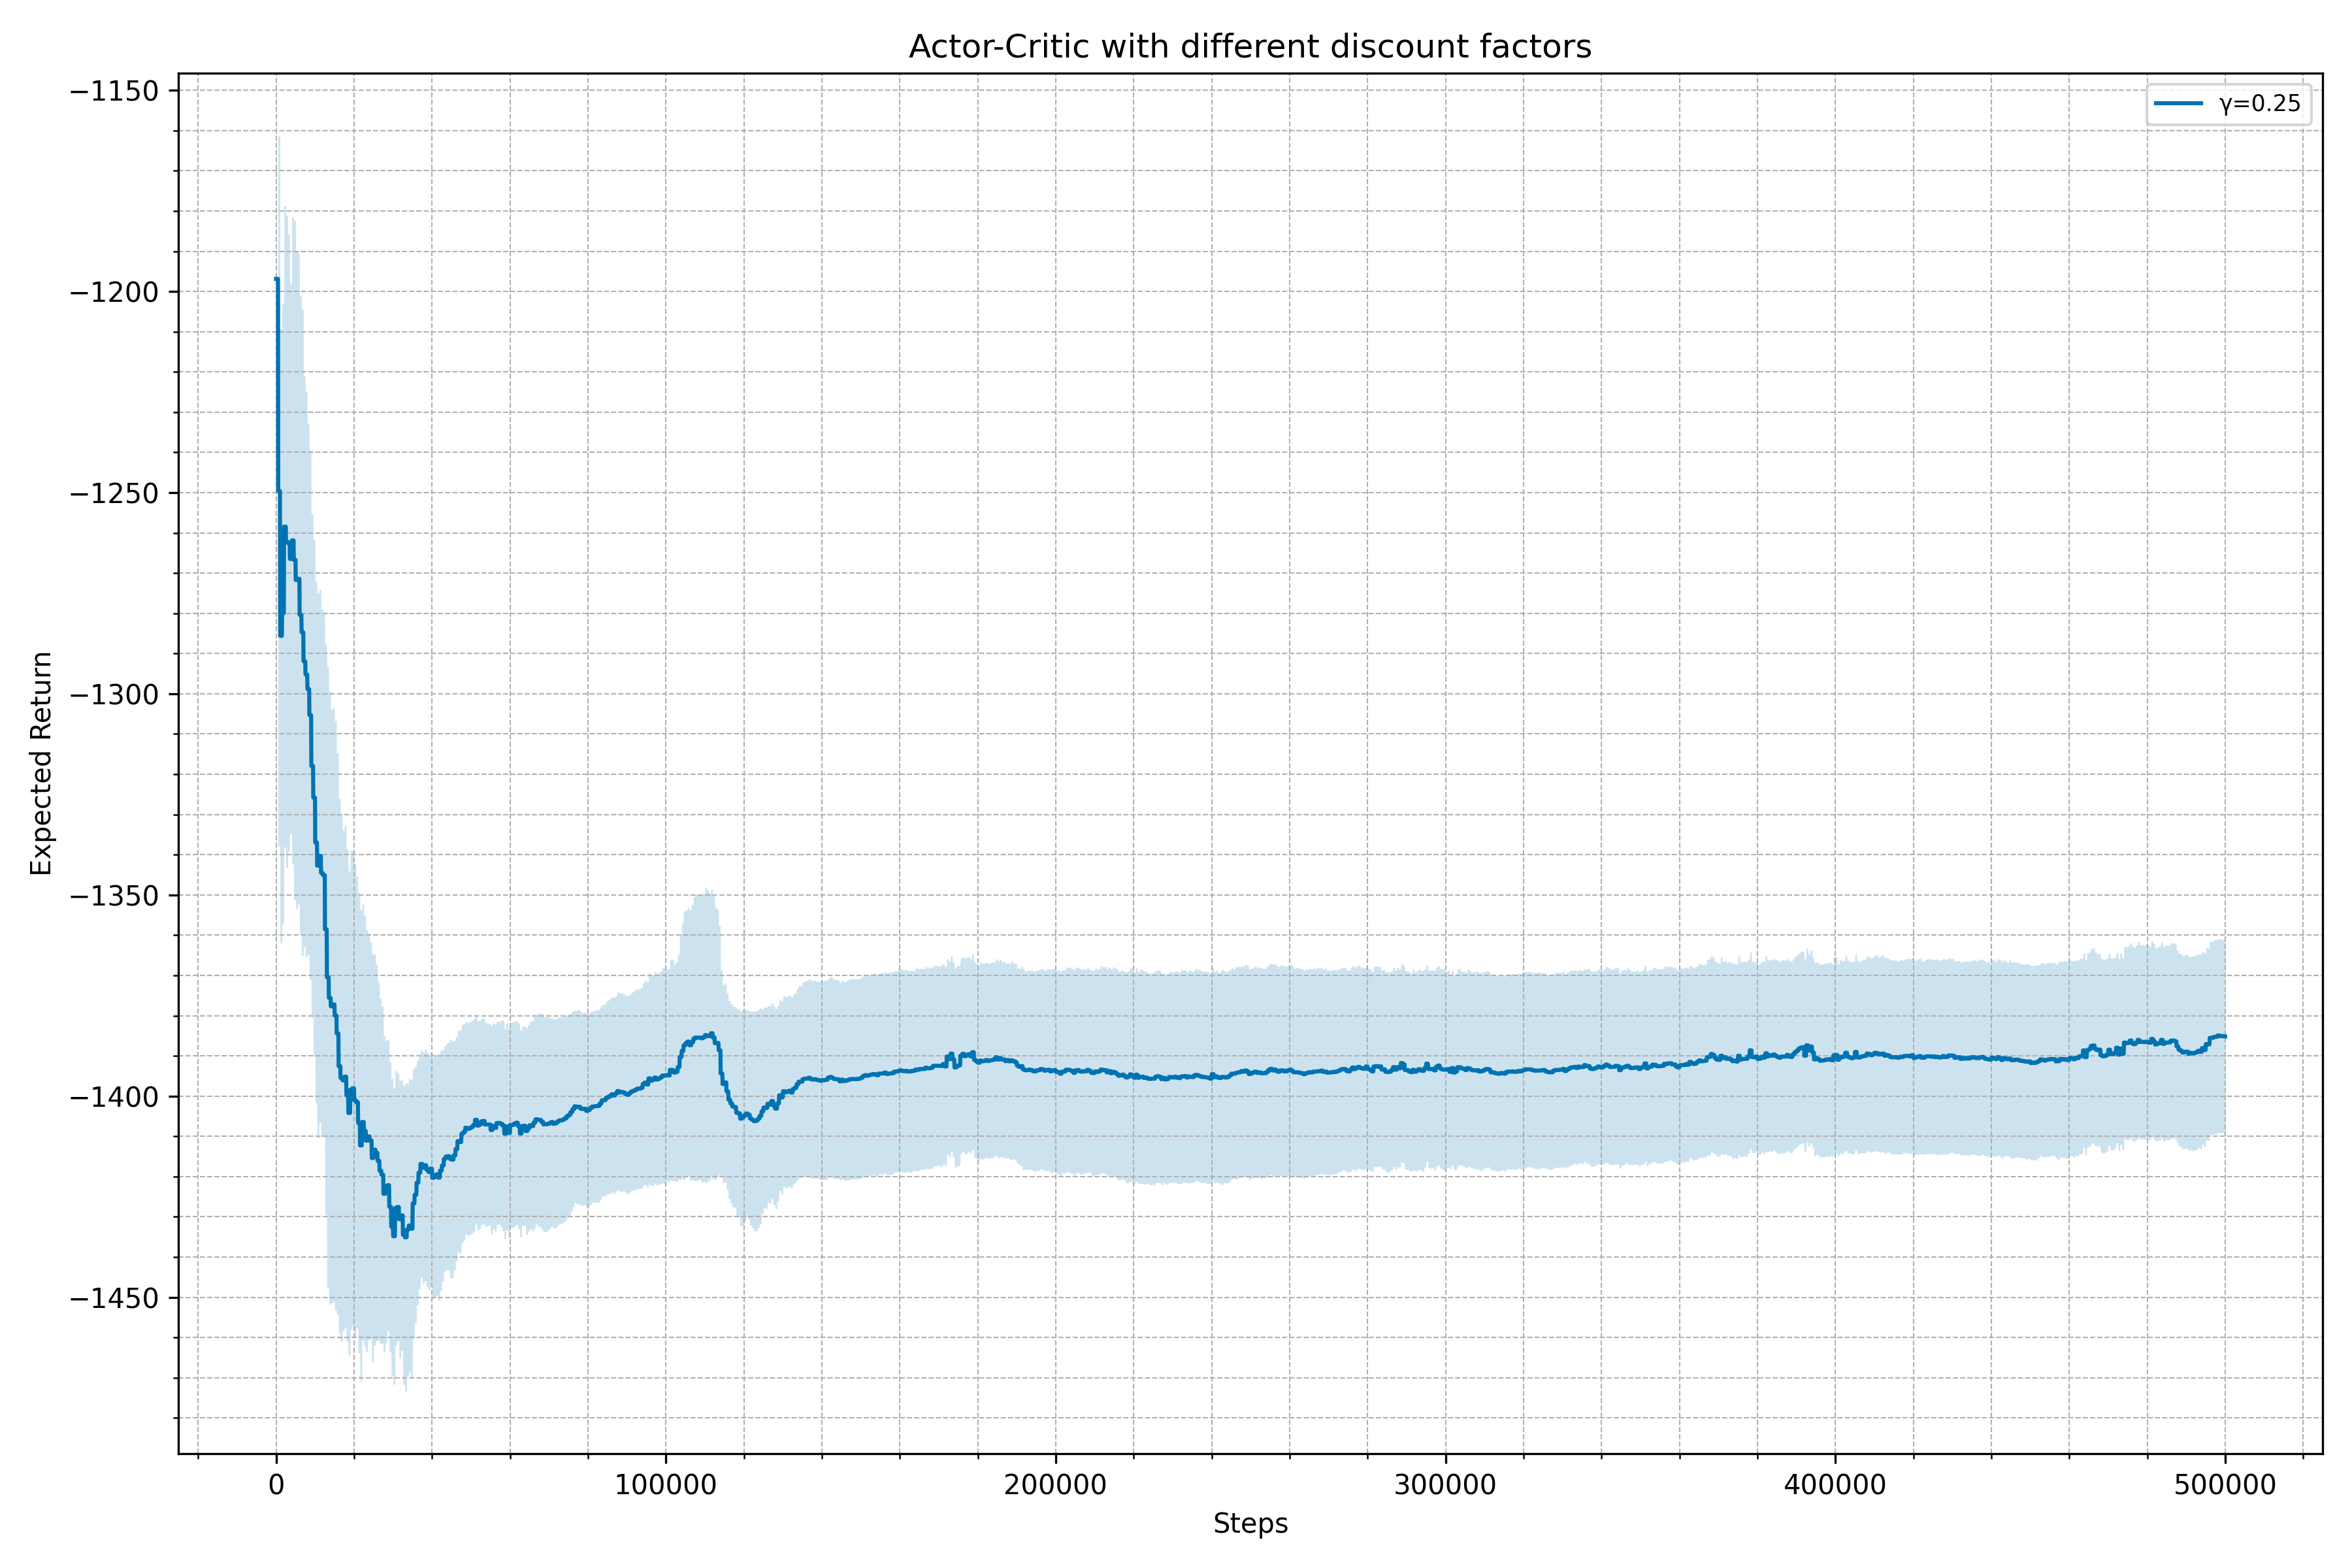 Actor-Critic with different discount factors
γ=0.25
Expected Return
−1150
−1200
−1250
−1300
−1350
−1400
−1450
0 100000 200000 300000 400000 500000
Steps